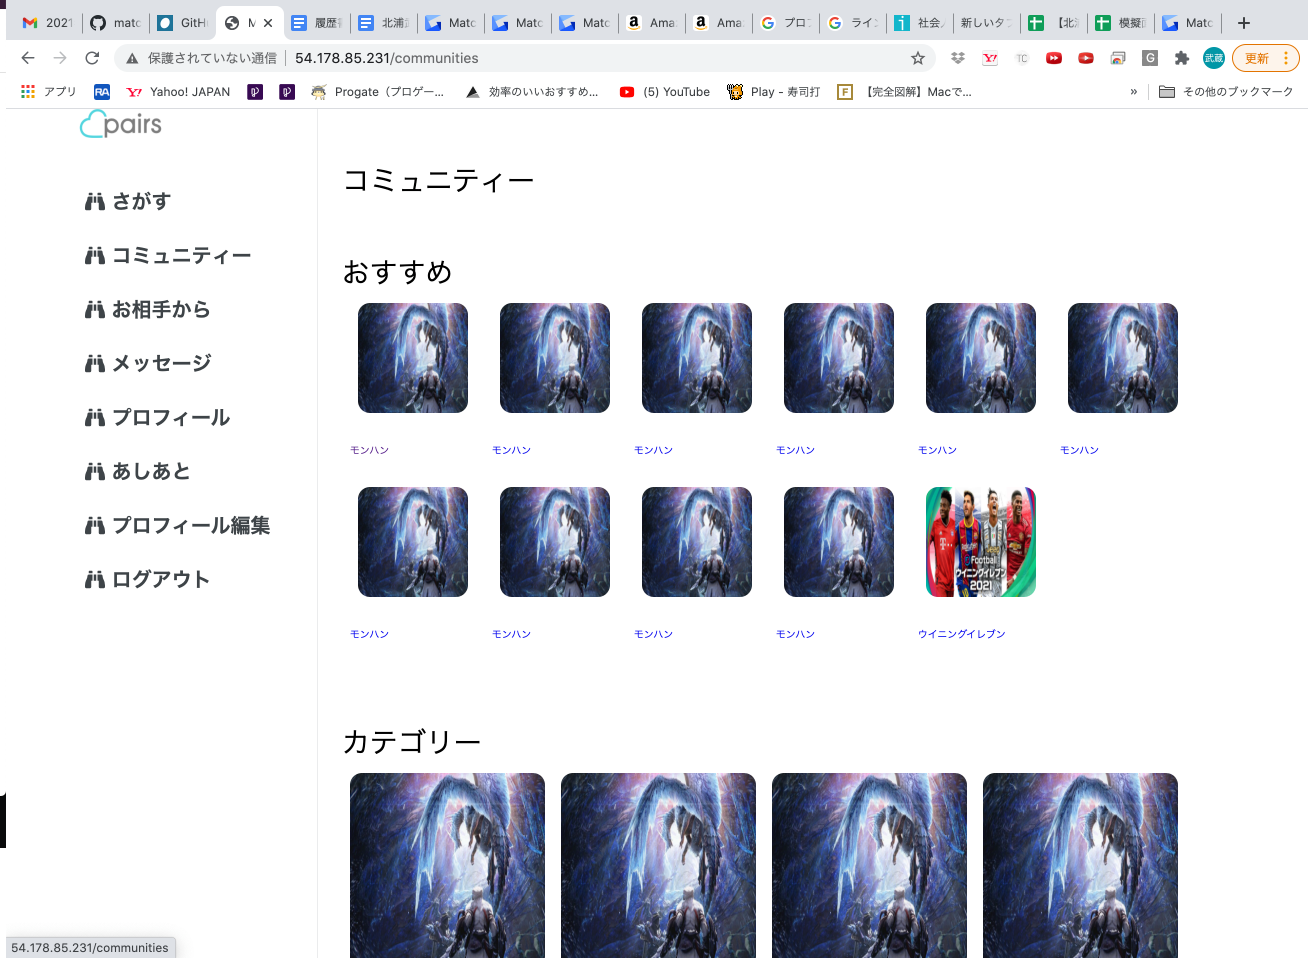 2021 matc GitH M 履歴 北浦 Matc Matc Matc Ama Ama プロ ライ 社会人 新しいタブ 【北浦 模擬面 Matc
保護されていない通信 54.178.85.231/communities TC G 武蔵 更新
アプリ RA Yahoo! JAPAN Progate（プロゲー... 効率のいいおすすめ... (5) YouTube Play - 寿司打 F 【完全図解】Macで... » その他のブックマーク
pairs
コミュニティー
さがす
コミュニティー
お相手から
メッセージ
プロフィール
あしあと
プロフィール編集
ログアウト
おすすめ
モンハン モンハン モンハン モンハン モンハン モンハン
Football
ウイニングイレブン
2021
モンハン モンハン モンハン モンハン ウイニングイレブン
カテゴリー
54.178.85.231/communities